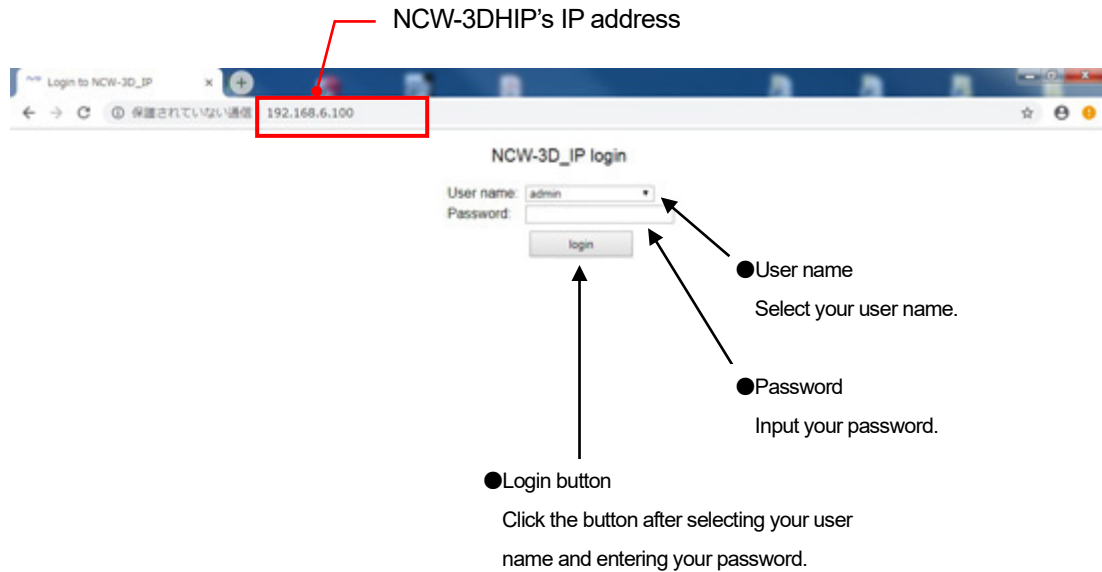 NCW-3DHIP's IP address
Login to NCW-3D_IP
保護されていない通信 192.168.6.100
NCW-3D_IP login
User name: admin
Password:
login
●User name
Select your user name.
●Password
Input your password.
●Login button
Click the button after selecting your user
name and entering your password.